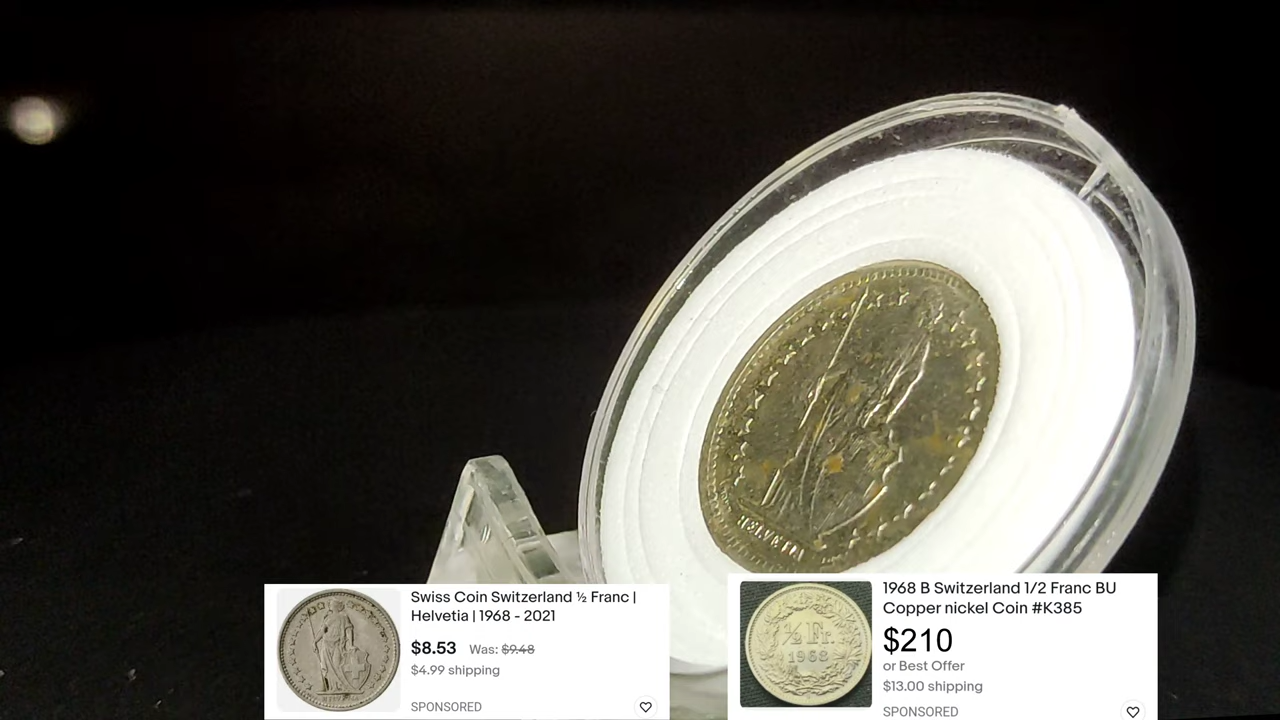 HELVETIA
Swiss Coin Switzerland ½ Franc |
Helvetia | 1968 - 2021
$8.53 Was: $9.48
$4.99 shipping
SPONSORED
HELVETIA
1968 B Switzerland 1/2 Franc BU
Copper nickel Coin #K385
$210
or Best Offer
$13.00 shipping
SPONSORED
½ Fr.
1968